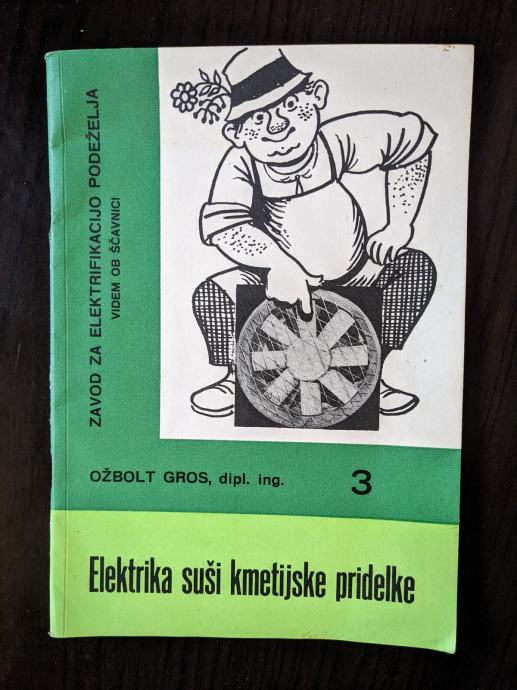 ZAVOD ZA ELEKTRIFIKACIJO PODEŽELJA
VIDEM OB ŠČAVNICI
OŽBOLT GROS, dipl. ing.
3
Elektrika suši kmetijske pridelke